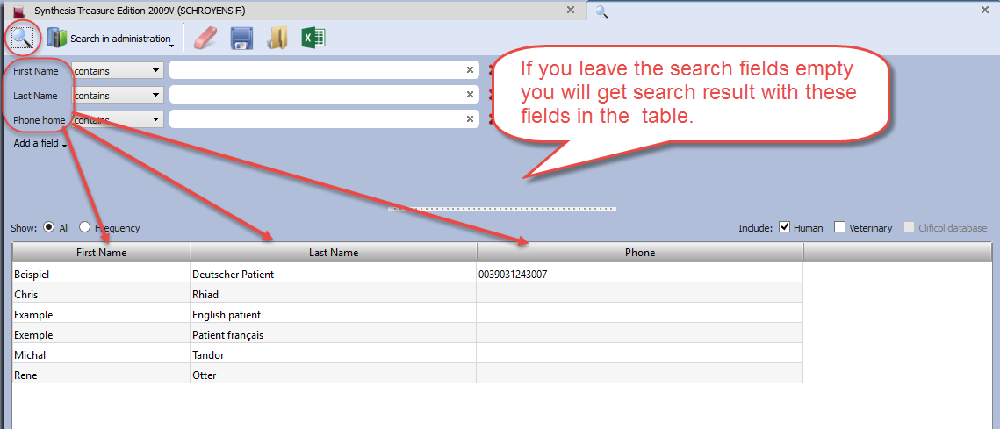 Synthesis Treasure Edition 2009V (SCHROYENS F.)
Search in administration
First Name contains
Last Name contains
Phone home contains
Add a field
If you leave the search fields empty
you will get search result with these
fields in the table.
Show: All Frequency
Include: Human Veterinary Clificol database
First Name Last Name Phone
Beispiel Deutscher Patient 0039031243007
Chris Rhiad
Example English patient
Exemple Patient français
Michal Tandor
Rene Otter